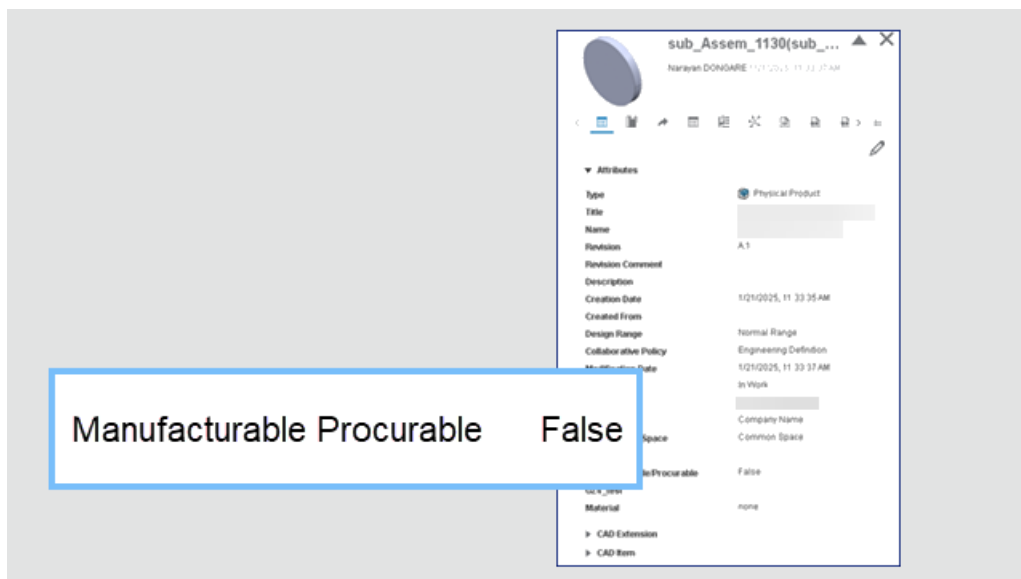 sub_Assem_1130(sub_...
Narayan DONGARE
Attributes
Type Physical Product
Title
Name
Revision A.1
Revision Comment
Description
Creation Date 1/21/2025, 11 33 35 AM
Created From
Design Range Normal Range
Collaborative Policy Engineering Definition
Date 1/21/2025, 11 33 37 AM
In Work
Company Name
Space Common Space
Manufacturable Procurable False
/Procurable False
Material none
CAD Extension
CAD Item